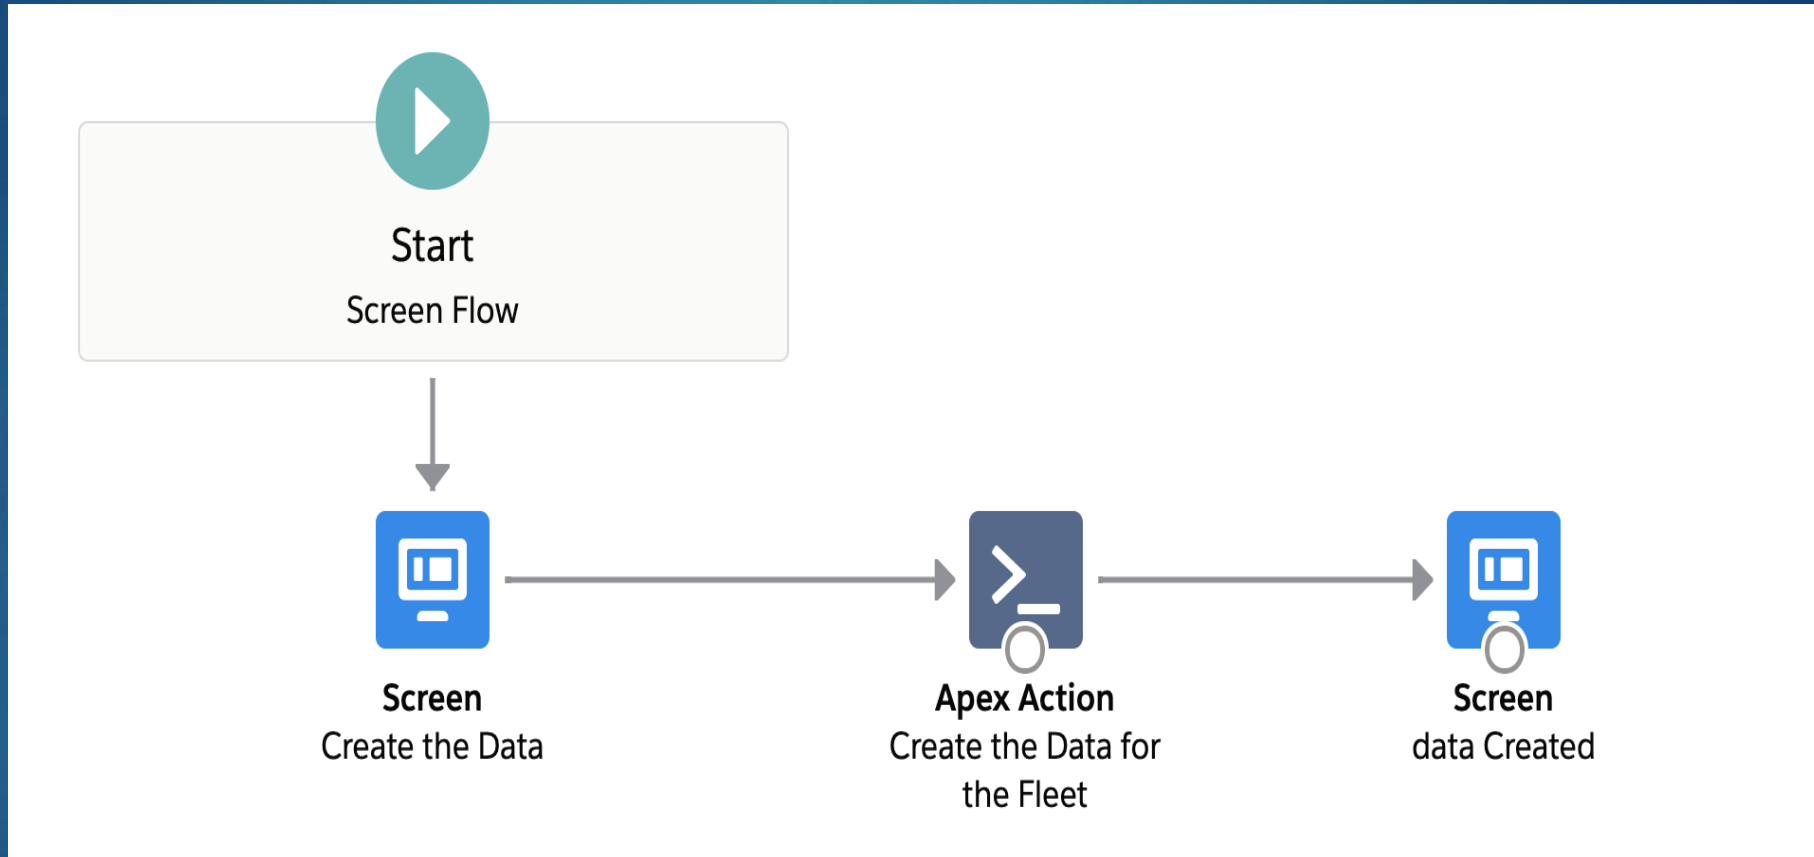 Start
Screen Flow
Screen
Create the Data
Apex Action
Create the Data for
the Fleet
Screen
data Created